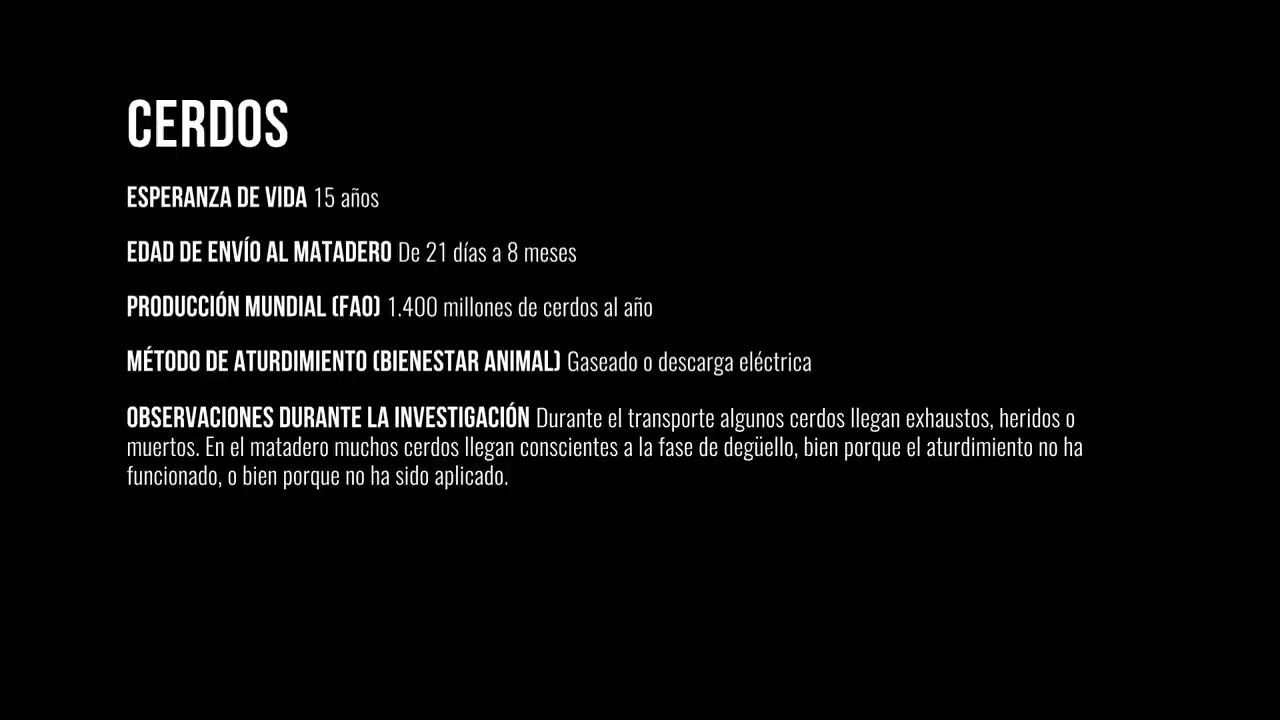 CERDOS
ESPERANZA DE VIDA 15 años
EDAD DE ENVÍO AL MATADERO De 21 días a 8 meses
PRODUCCIÓN MUNDIAL (FAO) 1.400 millones de cerdos al año
MÉTODO DE ATURDIMIENTO (BIENESTAR ANIMAL) Gaseado o descarga eléctrica
OBSERVACIONES DURANTE LA INVESTIGACIÓN Durante el transporte algunos cerdos llegan exhaustos, heridos o
muertos. En el matadero muchos cerdos llegan conscientes a la fase de degüello, bien porque el aturdimiento no ha
funcionado, o bien porque no ha sido aplicado.